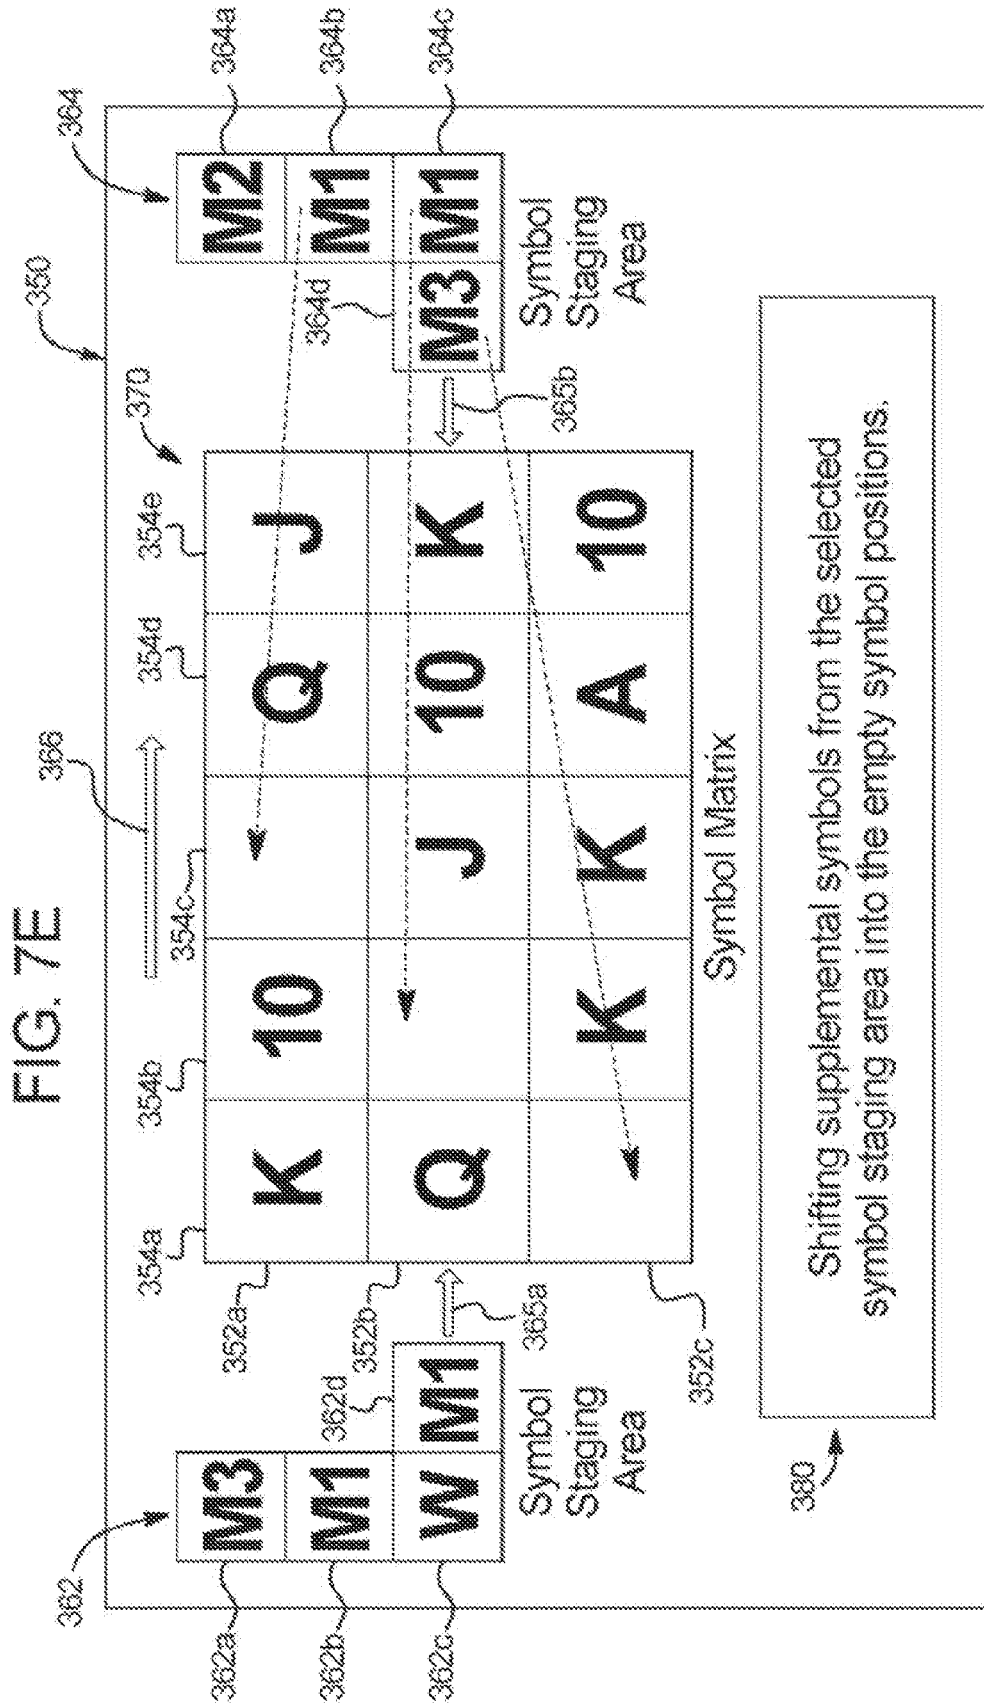 FIG. 7E
350
366
370
362
364
354a
354b
354c
354d
354e
362a
M3
K
10
Q
J
M2
364a
352a
362b
M1
M1
364b
362d
364d
352b
362c
W
M1
Q
J
10
K
M3
M1
364c
365a
365b
Symbol
Staging
Area
Symbol
Staging
Area
K
K
A
10
352c
Symbol Matrix
380
Shifting supplemental symbols from the selected
symbol staging area into the empty symbol positions.